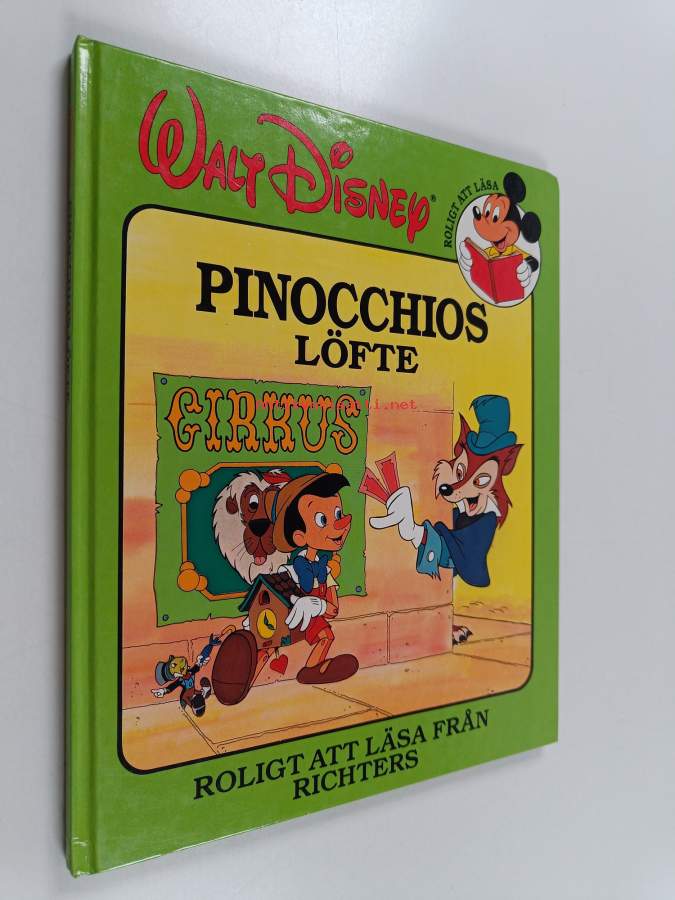 WALT DISNEY®
ROLIGT ATT LÄSA
PINOCCHIOS
LÖFTE
CIRKUS
ROLIGT ATT LÄSA FRÅN
RICHTERS